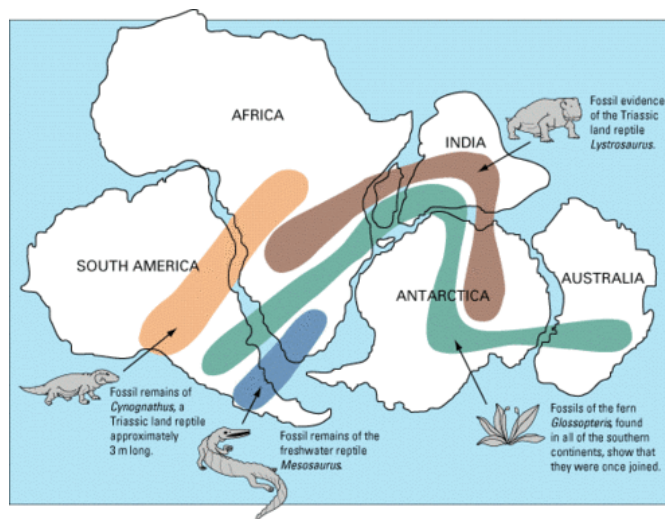 AFRICA
INDIA
Fossil evidence
of the Triassic
land reptile
Lystrosaurus.
SOUTH AMERICA
ANTARCTICA
AUSTRALIA
Fossil remains of
Cynognathus, a
Triassic land reptile
approximately
3 m long.
Fossil remains of the
freshwater reptile
Mesosaurus.
Fossils of the fern
Glossopteris, found
in all of the southern
continents, show that
they were once joined.